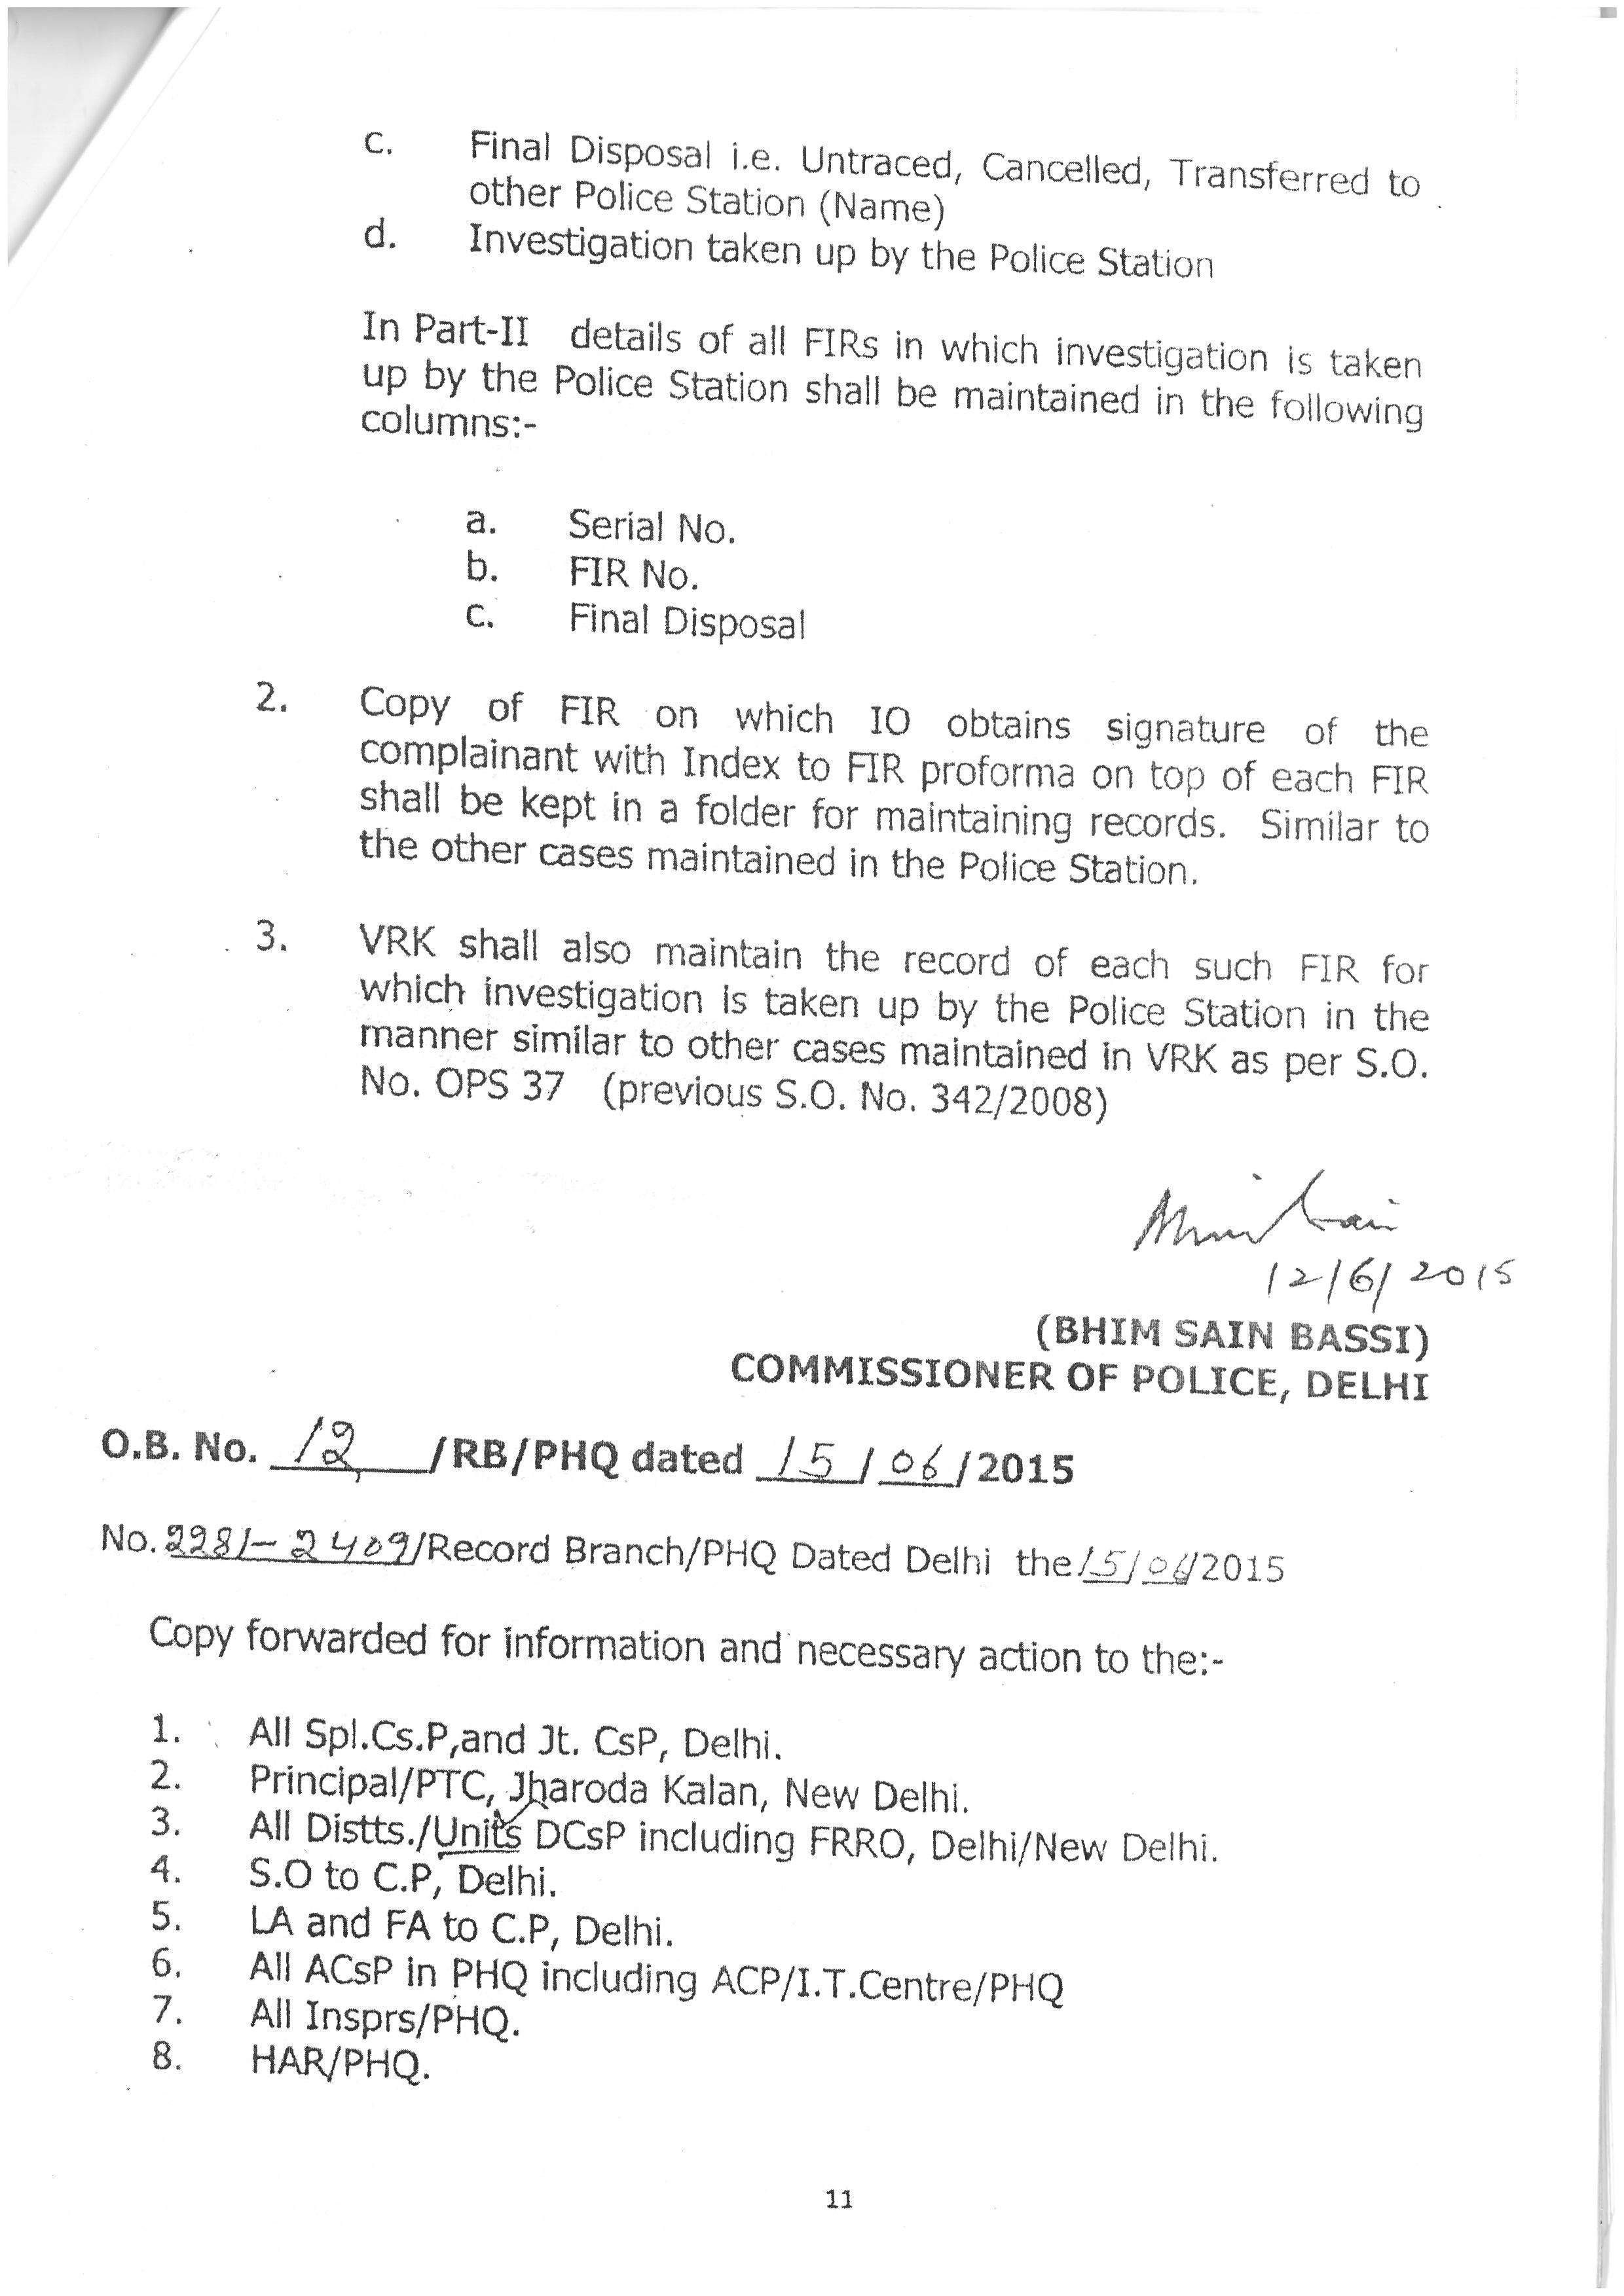 c. Final Disposal i.e. Untraced, Cancelled, Transferred to
other Police Station (Name)
d. Investigation taken up by the Police Station
In Part-II details of all FIRs in which investigation is taken
up by the Police Station shall be maintained in the following
columns:-
a. Serial No.
b. FIR No.
c. Final Disposal
2. Copy of FIR on which IO obtains signature of the
complainant with Index to FIR proforma on top of each FIR
shall be kept in a folder for maintaining records. Similar to
the other cases maintained in the Police Station.
3. VRK shall also maintain the record of each such FIR for
which investigation is taken up by the Police Station in the
manner similar to other cases maintained in VRK as per S.O.
No. OPS 37 (previous S.O. No. 342/2008)
12/6/2015
(BHIM SAIN BASSI)
COMMISSIONER OF POLICE, DELHI
O.B. No. 12 /RB/PHQ dated 15/06/2015
No. 2281-2409/Record Branch/PHQ Dated Delhi the 15/06/2015
Copy forwarded for information and necessary action to the:-
1. All Spl.Cs.P,and Jt. CsP, Delhi.
2. Principal/PTC, Jharoda Kalan, New Delhi.
3. All Distts./Units DCsP including FRRO, Delhi/New Delhi.
4. S.O to C.P, Delhi.
5. LA and FA to C.P, Delhi.
6. All ACsP in PHQ including ACP/I.T.Centre/PHQ
7. All Insprs/PHQ.
8. HAR/PHQ.
11